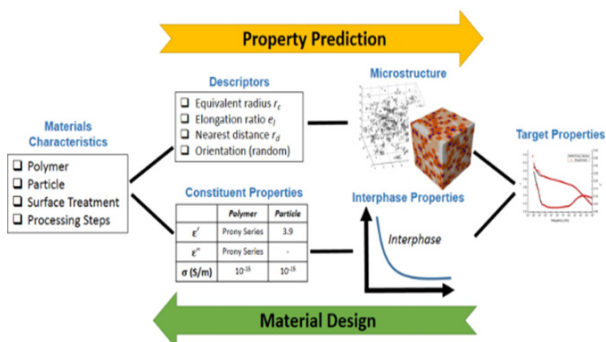 Property Prediction
Descriptors
Equivalent radius rc
Elongation ratio el
Nearest distance rd
Orientation (random)
Microstructure
Materials
Characteristics
Polymer
Particle
Surface Treatment
Processing Steps
Constituent Properties
Polymer Particle
ε' Prony Series 3.9
ε'' Prony Series -
σ (S/m) 10-16 10-16
Interphase Properties
Interphase
Target Properties
Material Design